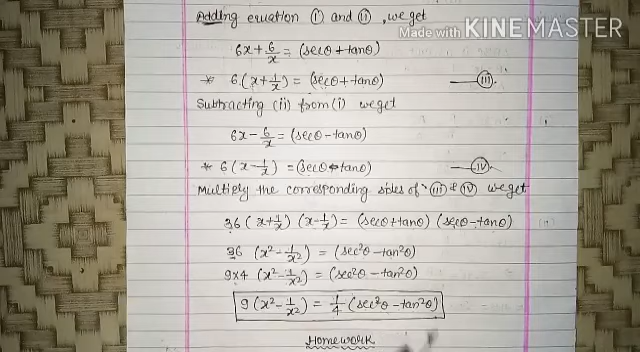 Adding equation (i) and (ii), we get
Made with KINEMASTER
6x + 6/x = (secθ + tanθ)
* 6(x + 1/x) = (secθ + tanθ) — (iii)
Subtracting (ii) from (i) we get
6x - 6/x = (secθ - tanθ)
* 6(x - 1/x) = (secθ - tanθ) — (iv)
Multiply the corresponding sides of (iii) & (iv) we get
36 (x + 1/x) (x - 1/x) = (secθ + tanθ) (secθ - tanθ)
36 (x² - 1/x²) = (sec²θ - tan²θ)
9x4 (x² - 1/x²) = (sec²θ - tan²θ)
9(x² - 1/x²) = 1/4 (sec²θ - tan²θ)
Homework